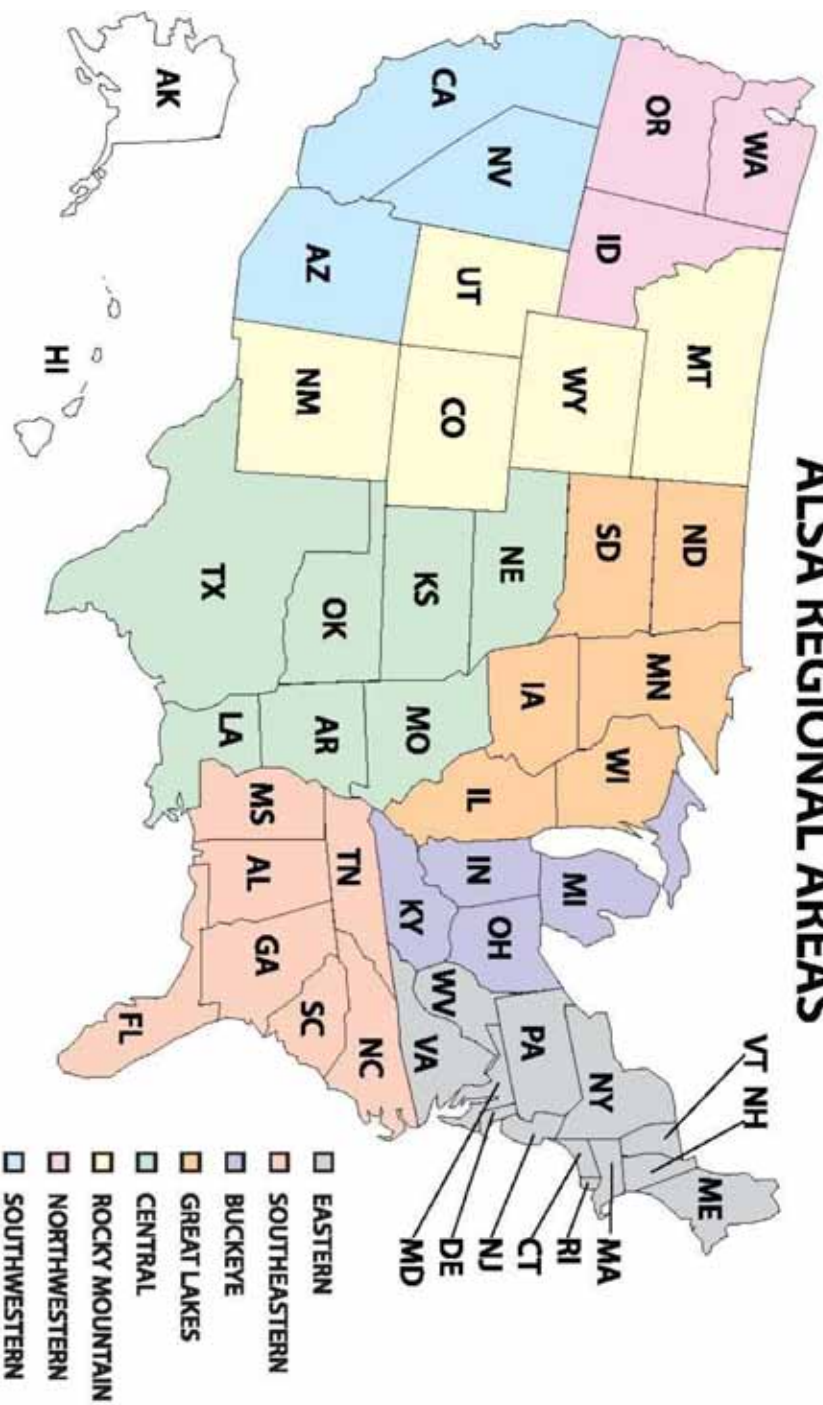 ALSA REGIONAL AREAS
WA
OR
ID
MT
ND
MN
SD
WI
WY
NV
CA
UT
CO
NE
IA
IL
IN
MI
OH
PA
NY
VT
NH
ME
MA
RI
CT
NJ
DE
MD
WV
VA
KY
MO
KS
AZ
NM
OK
AR
TN
NC
SC
GA
AL
MS
LA
TX
FL
AK
HI
EASTERN
SOUTHEASTERN
BUCKEYE
GREAT LAKES
CENTRAL
ROCKY MOUNTAIN
NORTHWESTERN
SOUTHWESTERN